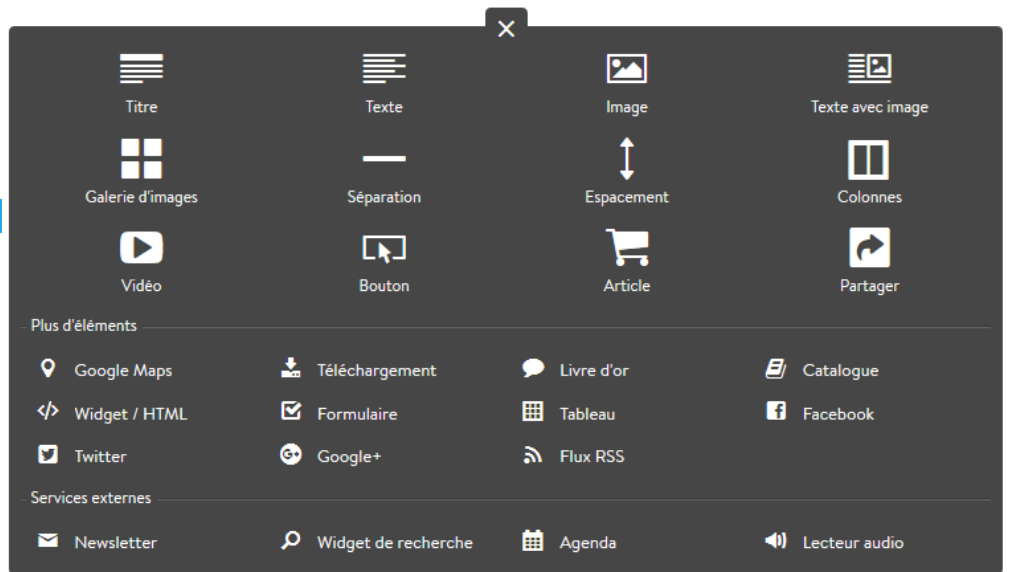 Titre Texte Image Texte avec image
Galerie d'images Séparation Espacement Colonnes
Vidéo Bouton Article Partager
Plus d'éléments
Google Maps Téléchargement Livre d'or Catalogue
Widget / HTML Formulaire Tableau Facebook
Twitter Google+ Flux RSS
Services externes
Newsletter Widget de recherche Agenda Lecteur audio